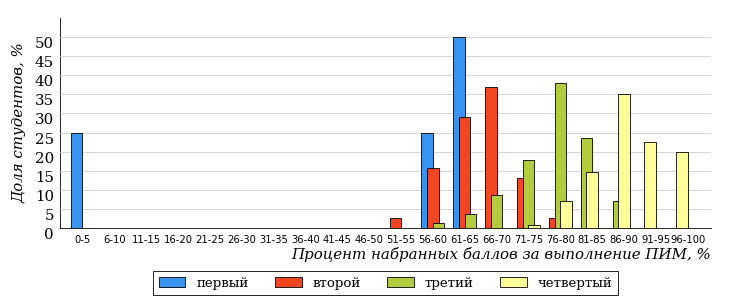 Доля студентов, %
50
45
40
35
30
25
20
15
10
5
0
0-5 6-10 11-15 16-20 21-25 26-30 31-35 36-40 41-45 46-50 51-55 56-60 61-65 66-70 71-75 76-80 81-85 86-90 91-95 96-100
Процент набранных баллов за выполнение ПИМ, %
первый второй третий четвертый